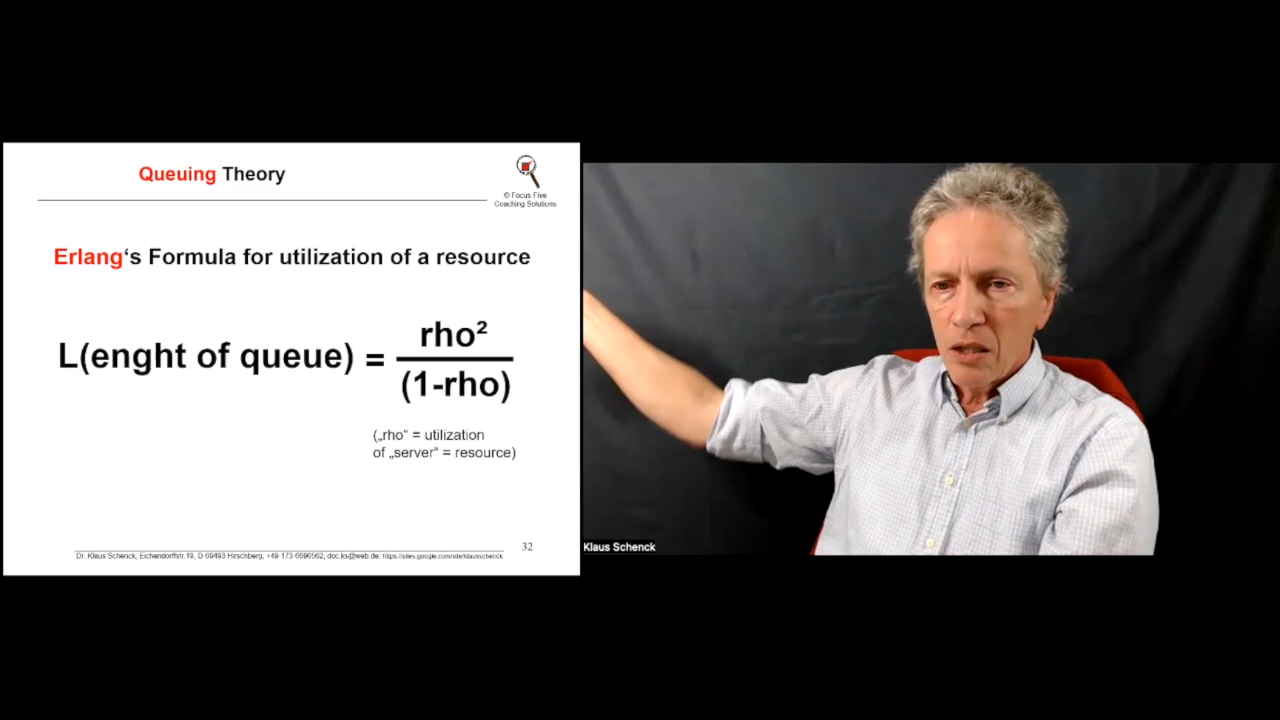 Queuing Theory
© Focus Five
Coaching Solutions
Erlang‘s Formula for utilization of a resource
L(enght of queue) = rho²
(1-rho)
(„rho“ = utilization
of „server“ = resource)
Dr. Klaus Schenck, Eichendorffstr.19, D 69493 Hirschberg, +49 173 6696562, doc.ks@web.de; https://sites.google.com/site/klausschenck
32
Klaus Schenck